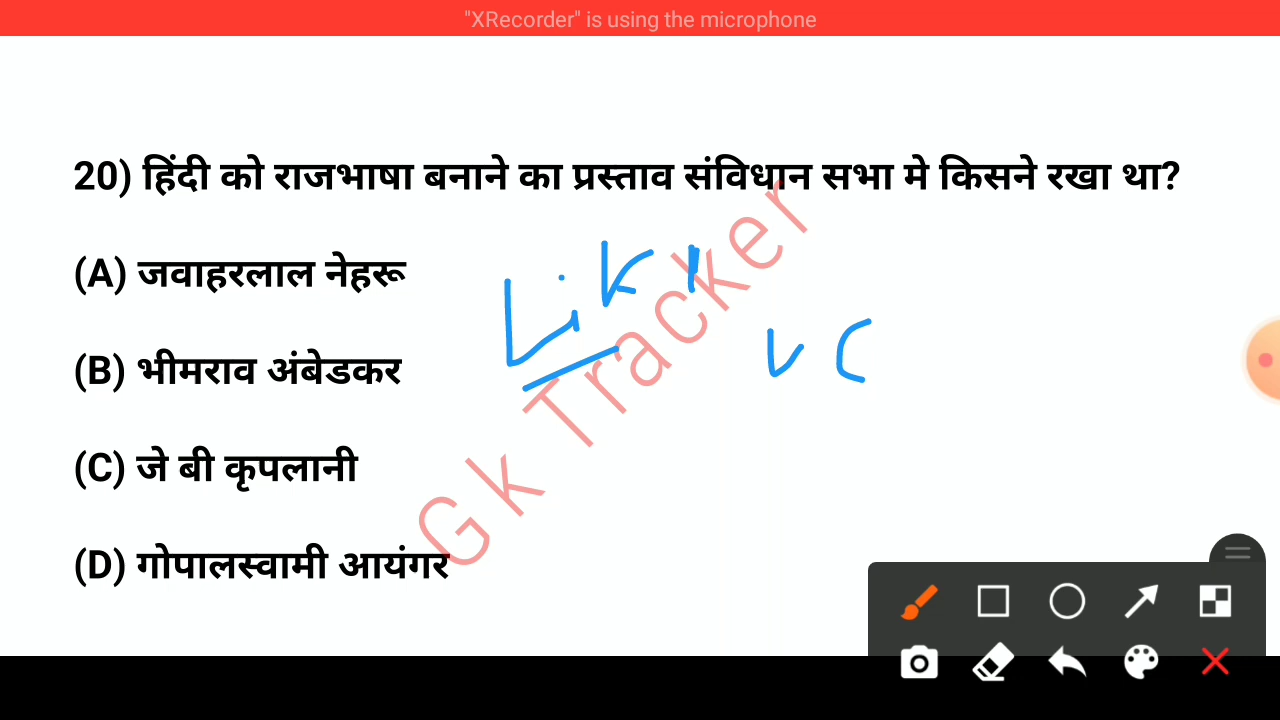 "XRecorder" is using the microphone
20) हिंदी को राजभाषा बनाने का प्रस्ताव संविधान सभा मे किसने रखा था?
(A) जवाहरलाल नेहरू
(B) भीमराव अंबेडकर
(C) जे बी कृपलानी
(D) गोपालस्वामी आयंगर
Gk Tracker